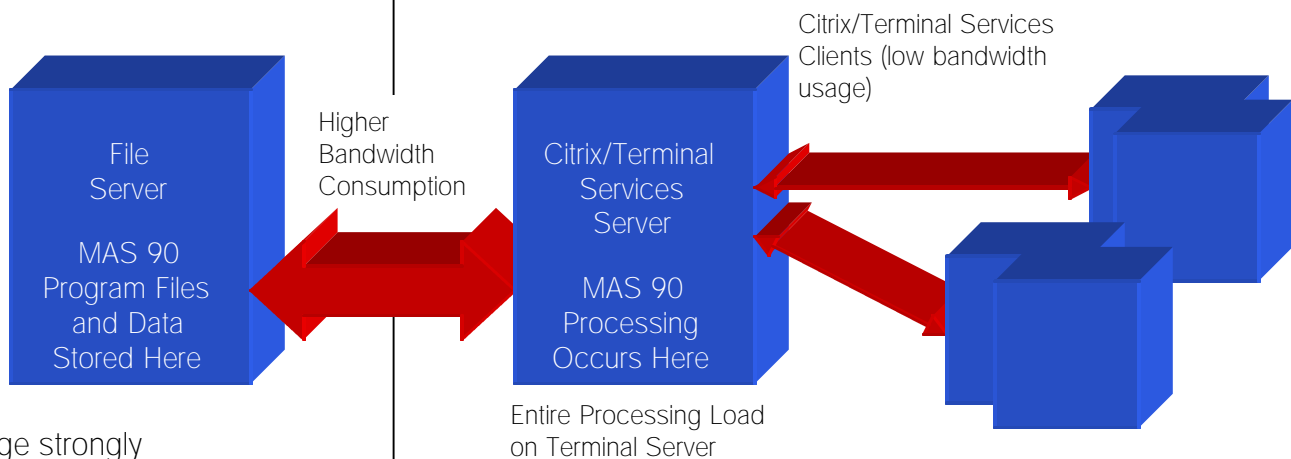 Citrix/Terminal Services
Clients (low bandwidth
usage)
File
Server
MAS 90
Program Files
and Data
Stored Here
Higher
Bandwidth
Consumption
Citrix/Terminal
Services
Server
MAS 90
Processing
Occurs Here
Entire Processing Load
on Terminal Server
strongly